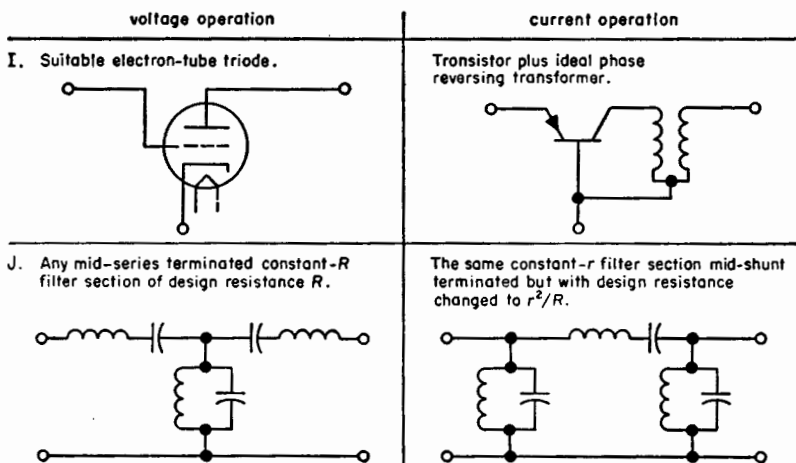 voltage operation
current operation
I. Suitable electron-tube triode.
Tronsistor plus ideal phase
reversing transformer.
J. Any mid-series terminated constant-R
filter section of design resistance R.
The same constant-r filter section mid-shunt
terminated but with design resistance
changed to r²/R.